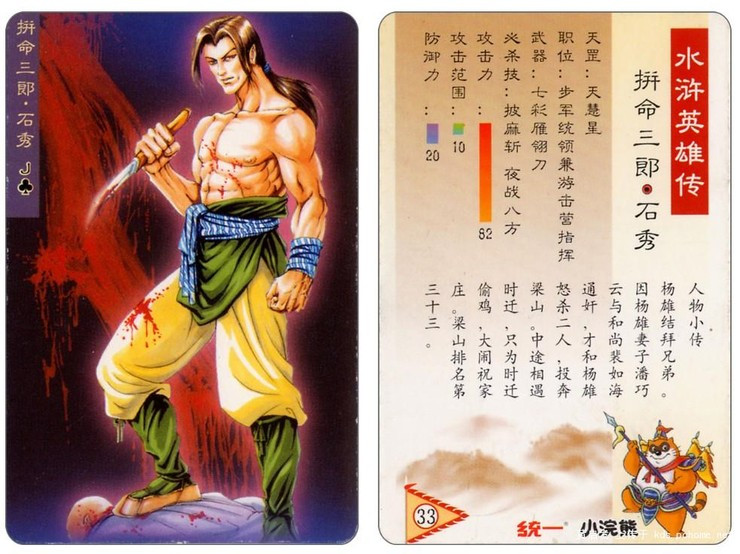 拚命三郎·石秀
J
水浒英雄传
拚命三郎·石秀
天罡：天慧星
职位：步军统领兼游击营指挥
武器：七彩雁翎刀
必杀技：披麻斩 夜战八方
攻击力：
82
攻击范围：
10
防御力：
20
人物小传
杨雄结拜兄弟。
因杨雄妻子潘巧
云与和尚裴如海
通奸，才和杨雄
怒杀二人，投奔
梁山。中途相遇
时迁，只为时迁
偷鸡，大闹祝家
庄。梁山排名第
三十三。
33
统一 小浣熊